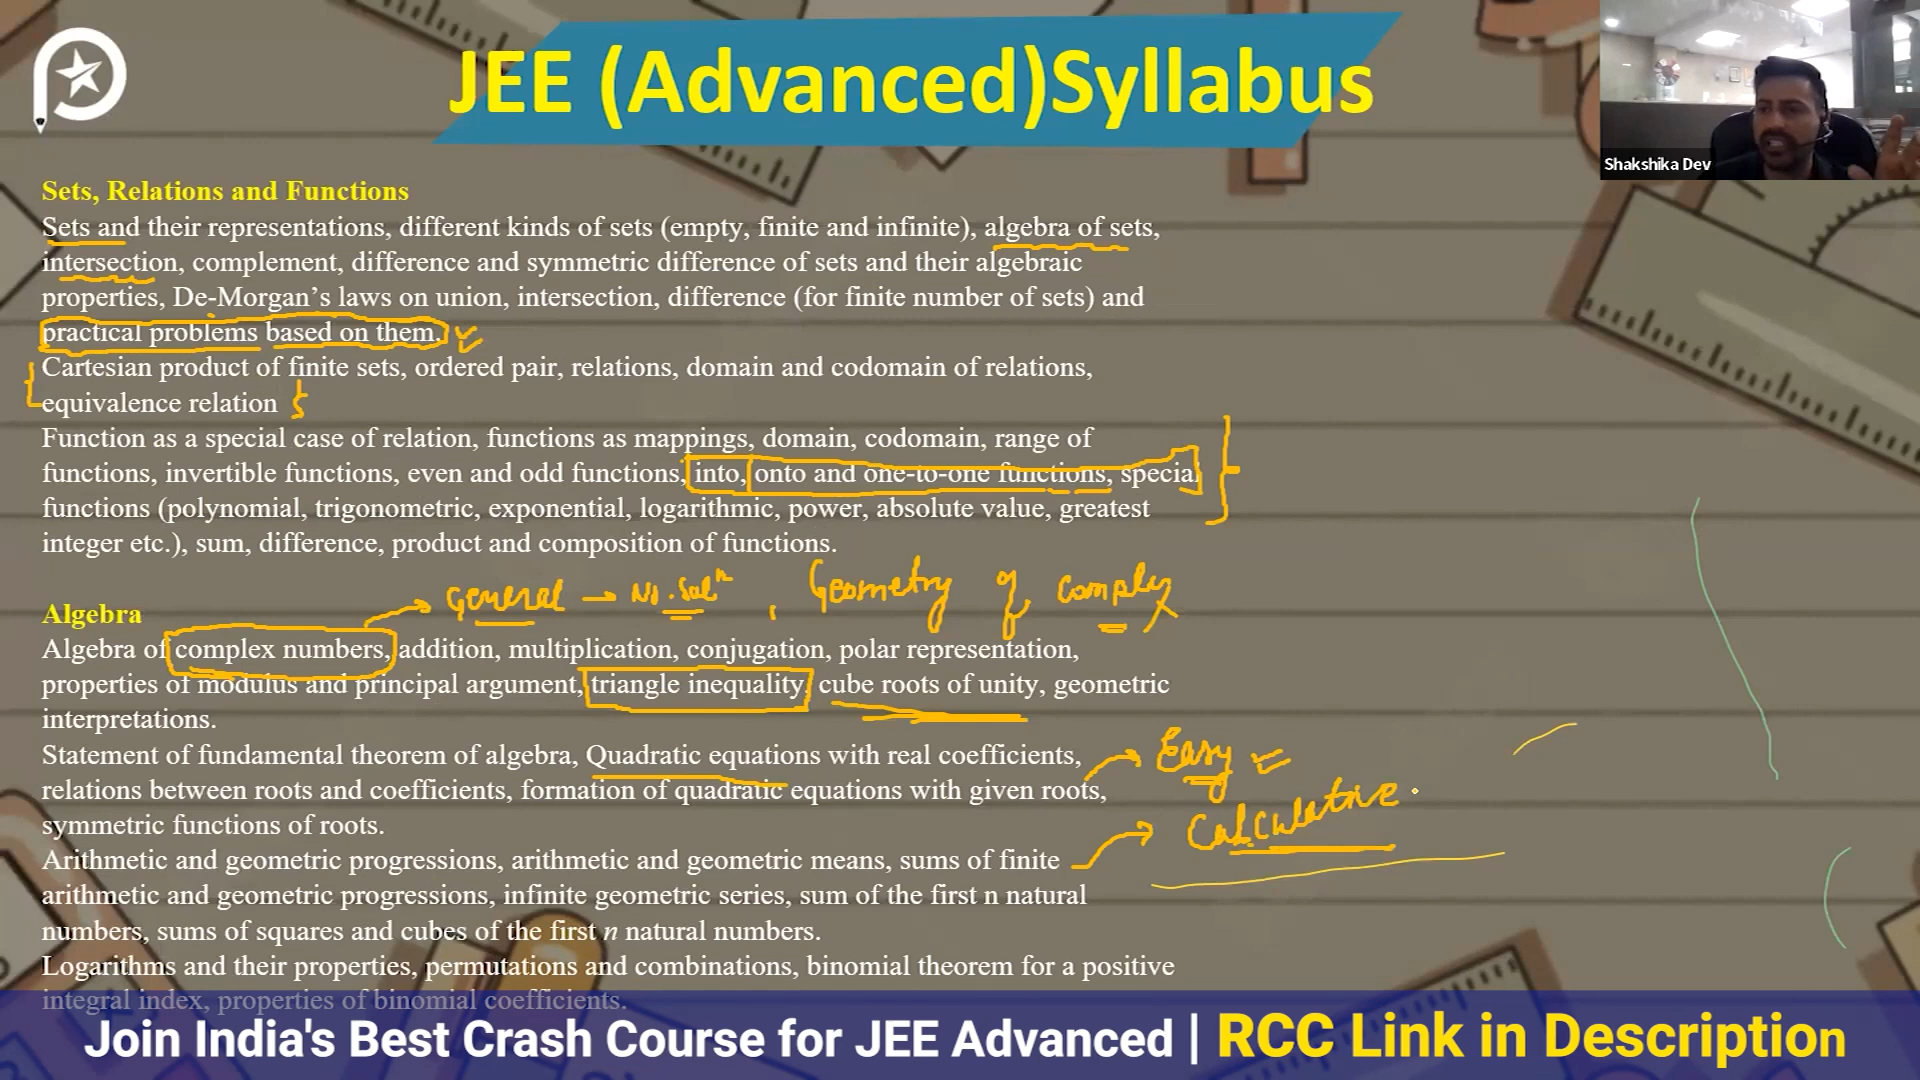 JEE (Advanced)Syllabus
Shakshika Dev
Sets, Relations and Functions
Sets and their representations, different kinds of sets (empty, finite and infinite), algebra of sets,
intersection, complement, difference and symmetric difference of sets and their algebraic
properties, De-Morgan's laws on union, intersection, difference (for finite number of sets) and
practical problems based on them.
Cartesian product of finite sets, ordered pair, relations, domain and codomain of relations,
equivalence relation
Function as a special case of relation, functions as mappings, domain, codomain, range of
functions, invertible functions, even and odd functions, into, onto and one-to-one functions, special
functions (polynomial, trigonometric, exponential, logarithmic, power, absolute value, greatest
integer etc.), sum, difference, product and composition of functions.
General → No. Solⁿ , Geometry of Complex
Algebra
Algebra of complex numbers, addition, multiplication, conjugation, polar representation,
properties of modulus and principal argument, triangle inequality, cube roots of unity, geometric
interpretations.
Statement of fundamental theorem of algebra, Quadratic equations with real coefficients,
Easy
relations between roots and coefficients, formation of quadratic equations with given roots,
symmetric functions of roots.
Calculative
Arithmetic and geometric progressions, arithmetic and geometric means, sums of finite
arithmetic and geometric progressions, infinite geometric series, sum of the first n natural
numbers, sums of squares and cubes of the first n natural numbers.
Logarithms and their properties, permutations and combinations, binomial theorem for a positive
integral index, properties of binomial coefficients.
Join India's Best Crash Course for JEE Advanced | RCC Link in Description